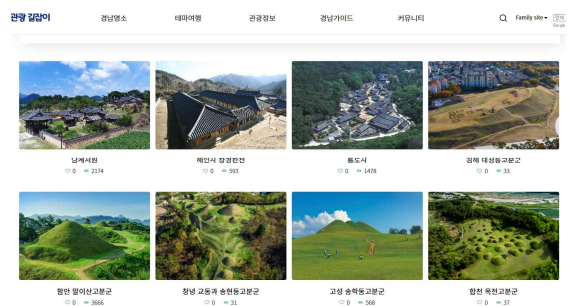 관광 길잡이
경남명소
테마여행
관광정보
경남가이드
커뮤니티
Family site
남계서원
해인사 장경판전
통도사
김해 대성동고분군
0 2174
0 593
0 1478
0 33
함안 말이산고분군
창녕 교동과 송현동고분군
고성 송학동고분군
합천 옥전고분군
0 3666
0 31
0 568
0 37